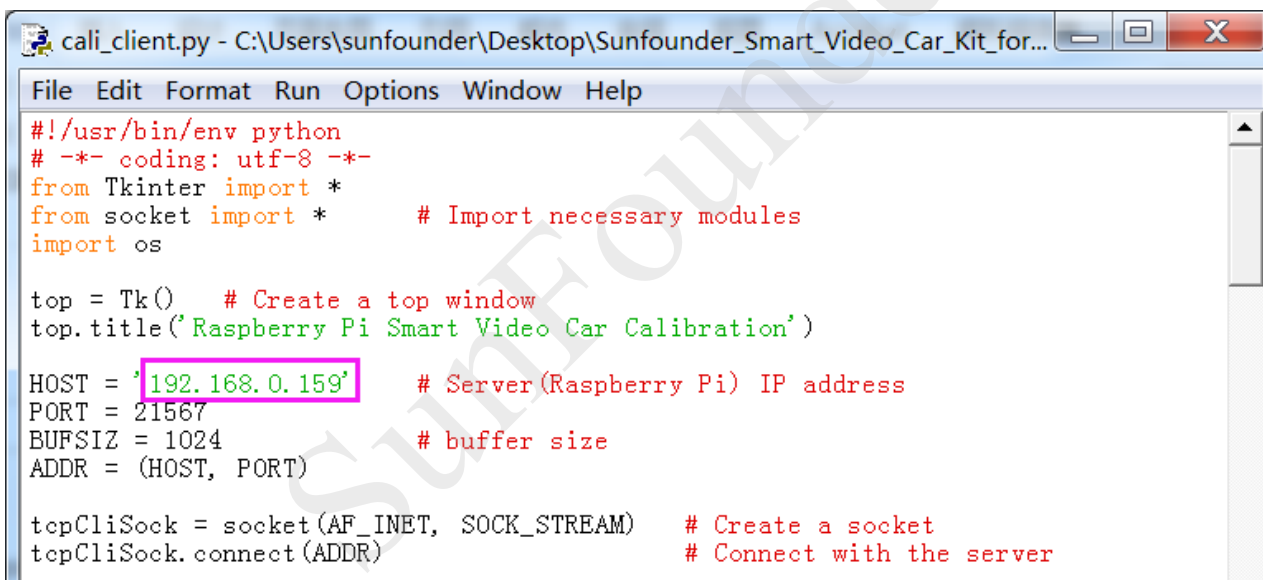 cali_client.py - C:\Users\sunfounder\Desktop\Sunfounder_Smart_Video_Car_Kit_for...
File Edit Format Run Options Window Help
#!/usr/bin/env python
# -*- coding: utf-8 -*-
from Tkinter import *
from socket import *       # Import necessary modules
import os
top = Tk()   # Create a top window
top.title('Raspberry Pi Smart Video Car Calibration')
HOST = '192.168.0.159'    # Server(Raspberry Pi) IP address
PORT = 21567
BUFSIZ = 1024             # buffer size
ADDR = (HOST, PORT)
tcpCliSock = socket(AF_INET, SOCK_STREAM)   # Create a socket
tcpCliSock.connect(ADDR)                    # Connect with the server
SunFound